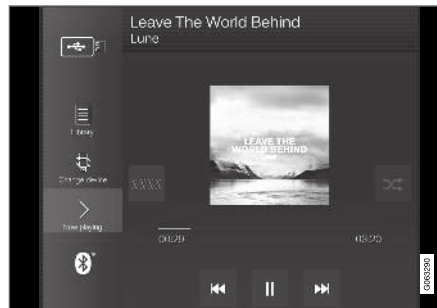 Leave The World Behind
Lune
Library
LEAVE THE
WORLD BEHIND
Change device
Now playing
00:29
03:20
G063290